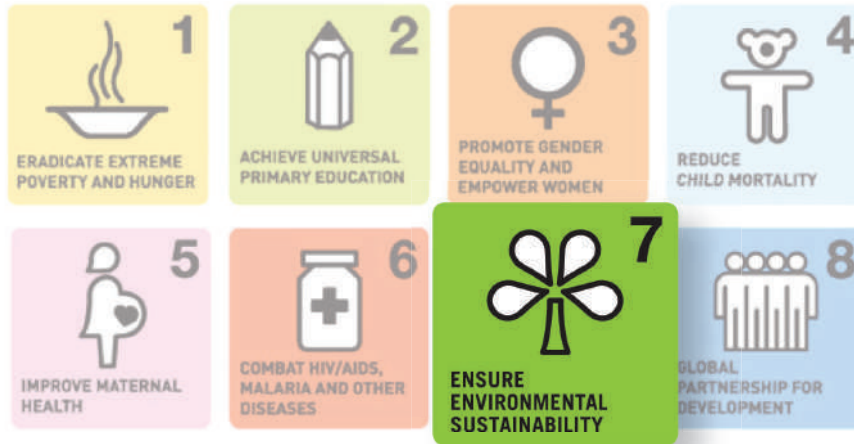 1
ERADICATE EXTREME
POVERTY AND HUNGER
2
ACHIEVE UNIVERSAL
PRIMARY EDUCATION
3
PROMOTE GENDER
EQUALITY AND
EMPOWER WOMEN
4
REDUCE
CHILD MORTALITY
5
IMPROVE MATERNAL
HEALTH
6
COMBAT HIV/AIDS,
MALARIA AND OTHER
DISEASES
7
ENSURE
ENVIRONMENTAL
SUSTAINABILITY
8
GLOBAL
PARTNERSHIP FOR
DEVELOPMENT